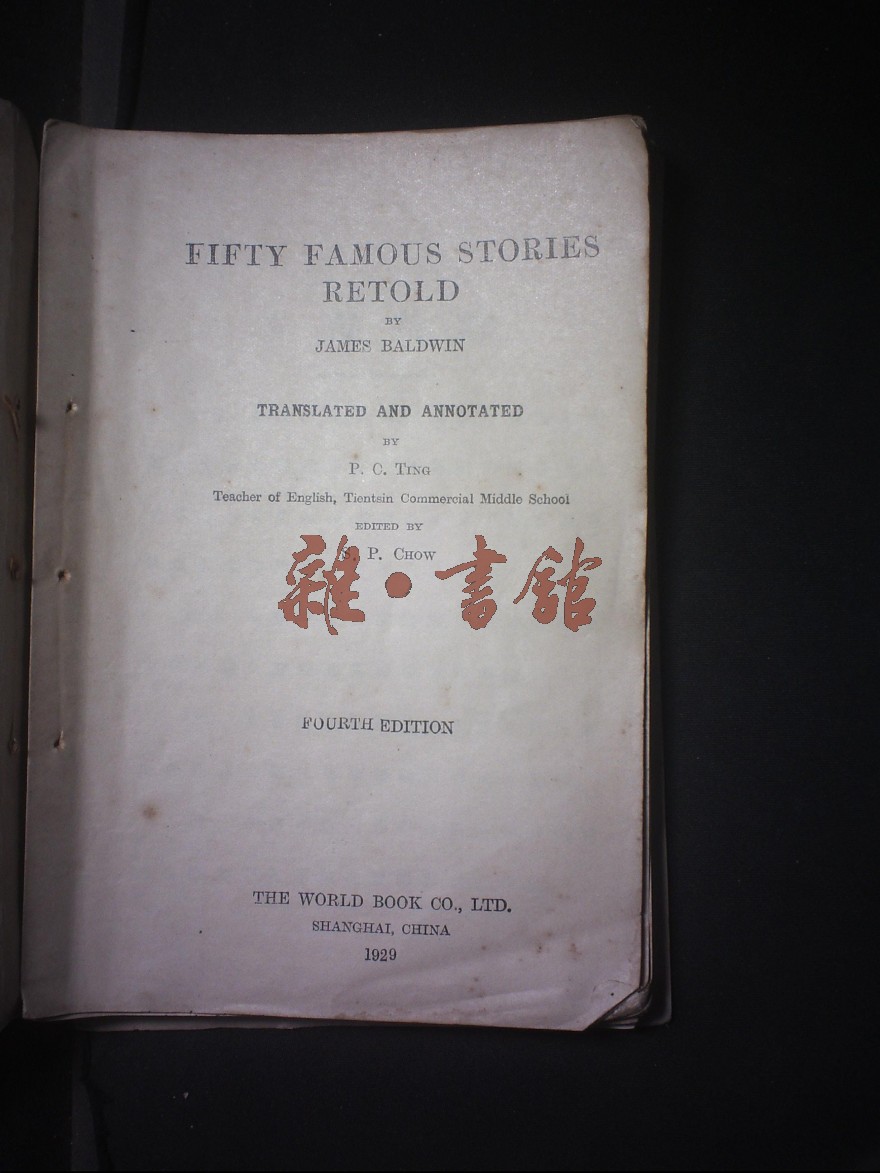 FIFTY FAMOUS STORIES
RETOLD
BY
JAMES BALDWIN
TRANSLATED AND ANNOTATED
BY
P. C. TING
Teacher of English, Tientsin Commercial Middle School
EDITED BY
S. P. CHOW
雜·書館
FOURTH EDITION
THE WORLD BOOK CO., LTD.
SHANGHAI, CHINA
1929